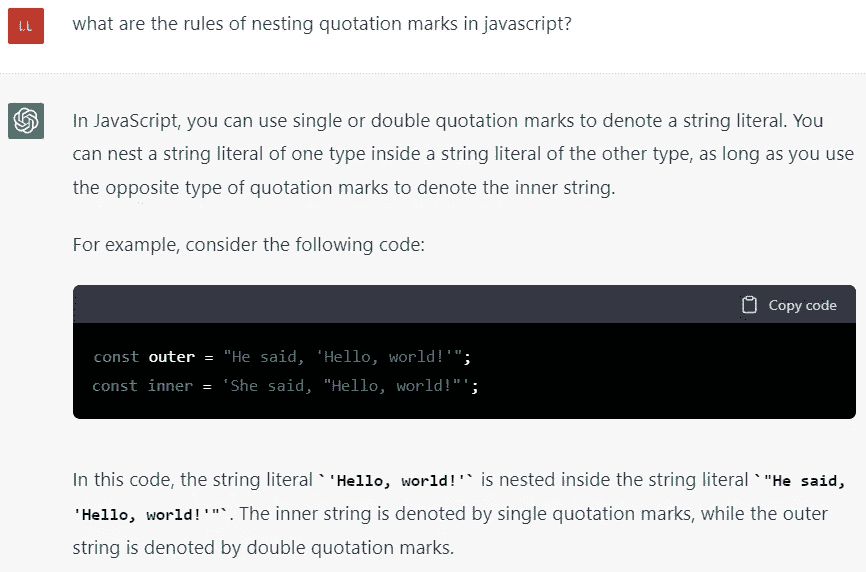 LL
what are the rules of nesting quotation marks in javascript?
In JavaScript, you can use single or double quotation marks to denote a string literal. You
can nest a string literal of one type inside a string literal of the other type, as long as you use
the opposite type of quotation marks to denote the inner string.
For example, consider the following code:
Copy code
const outer = "He said, 'Hello, world!'";
const inner = 'She said, "Hello, world!"';
In this code, the string literal `'Hello, world!'` is nested inside the string literal `"He said,
'Hello, world!'"`. The inner string is denoted by single quotation marks, while the outer
string is denoted by double quotation marks.